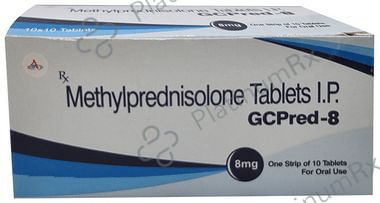 10x10 Tablets
8mg
One Strip of 10 Tablets
For Oral Use
Rx
Methylprednisolone Tablets I.P.
GCPred-8
8mg
One Strip of 10 Tablets
For Oral Use
PlatinumRx